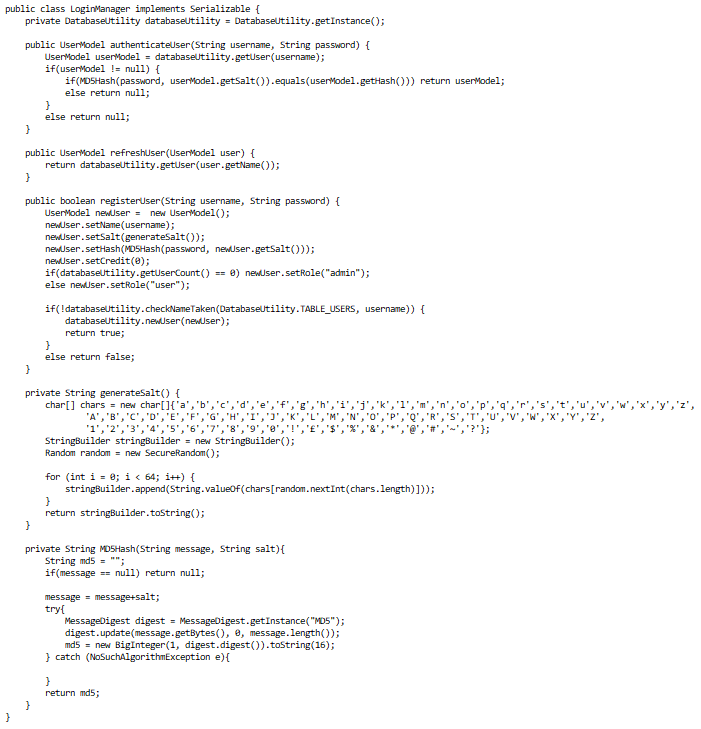 public class LoginManager implements Serializable {
    private DatabaseUtility databaseUtility = DatabaseUtility.getInstance();

    public UserModel authenticateUser(String username, String password) {
        UserModel userModel = databaseUtility.getUser(username);
        if(userModel != null) {
            if(MD5Hash(password, userModel.getSalt()).equals(userModel.getHash())) return userModel;
            else return null;
        }
        else return null;
    }

    public UserModel refreshUser(UserModel user) {
        return databaseUtility.getUser(user.getName());
    }

    public boolean registerUser(String username, String password) {
        UserModel newUser =  new UserModel();
        newUser.setName(username);
        newUser.setSalt(generateSalt());
        newUser.setHash(MD5Hash(password, newUser.getSalt()));
        newUser.setCredit(0);
        if(databaseUtility.getUserCount() == 0) newUser.setRole("admin");
        else newUser.setRole("user");

        if(!databaseUtility.checkNameTaken(DatabaseUtility.TABLE_USERS, username)) {
            databaseUtility.newUser(newUser);
            return true;
        }
        else return false;
    }

    private String generateSalt() {
        char[] chars = new char[]{'a','b','c','d','e','f','g','h','i','j','k','l','m','n','o','p','q','r','s','t','u','v','w','x','y','z',
                'A','B','C','D','E','F','G','H','I','J','K','L','M','N','O','P','Q','R','S','T','U','V','W','X','Y','Z',
                '1','2','3','4','5','6','7','8','9','0','!','£','$','%','&','*','@','#','~','?'};
        StringBuilder stringBuilder = new StringBuilder();
        Random random = new SecureRandom();

        for (int i = 0; i < 64; i++) {
            stringBuilder.append(String.valueOf(chars[random.nextInt(chars.length)]));
        }
        return stringBuilder.toString();
    }

    private String MD5Hash(String message, String salt){
        String md5 = "";
        if(message == null) return null;

        message = message+salt;
        try{
            MessageDigest digest = MessageDigest.getInstance("MD5");
            digest.update(message.getBytes(), 0, message.length());
            md5 = new BigInteger(1, digest.digest()).toString(16);
        } catch (NoSuchAlgorithmException e){

        }
        return md5;
    }
}